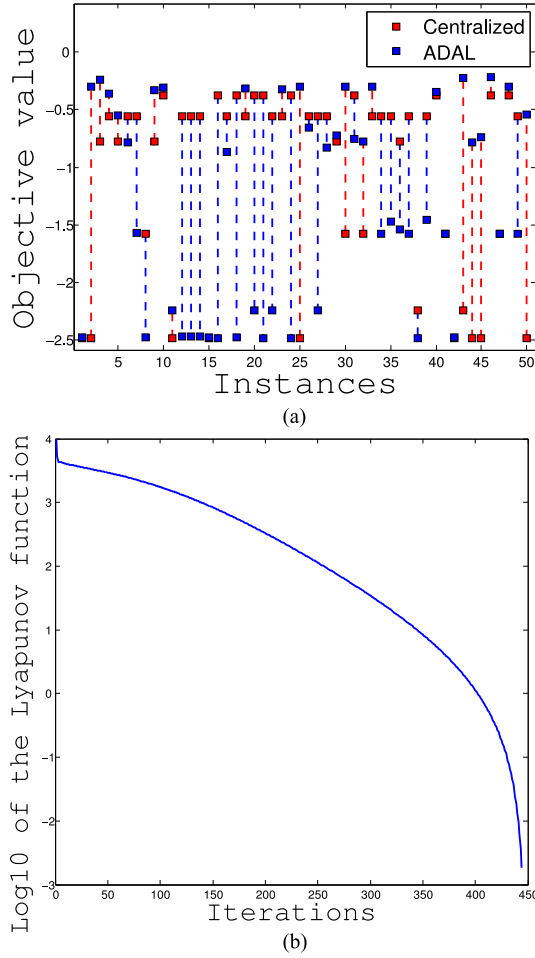 Centralized
ADAL
Objective value
0
-0.5
-1
-1.5
-2
-2.5
5 10 15 20 25 30 35 40 45 50
Instances
(a)
Log10 of the Lyapunov function
4
3
2
1
0
-1
-2
-3
0 50 100 150 200 250 300 350 400 450
Iterations
(b)